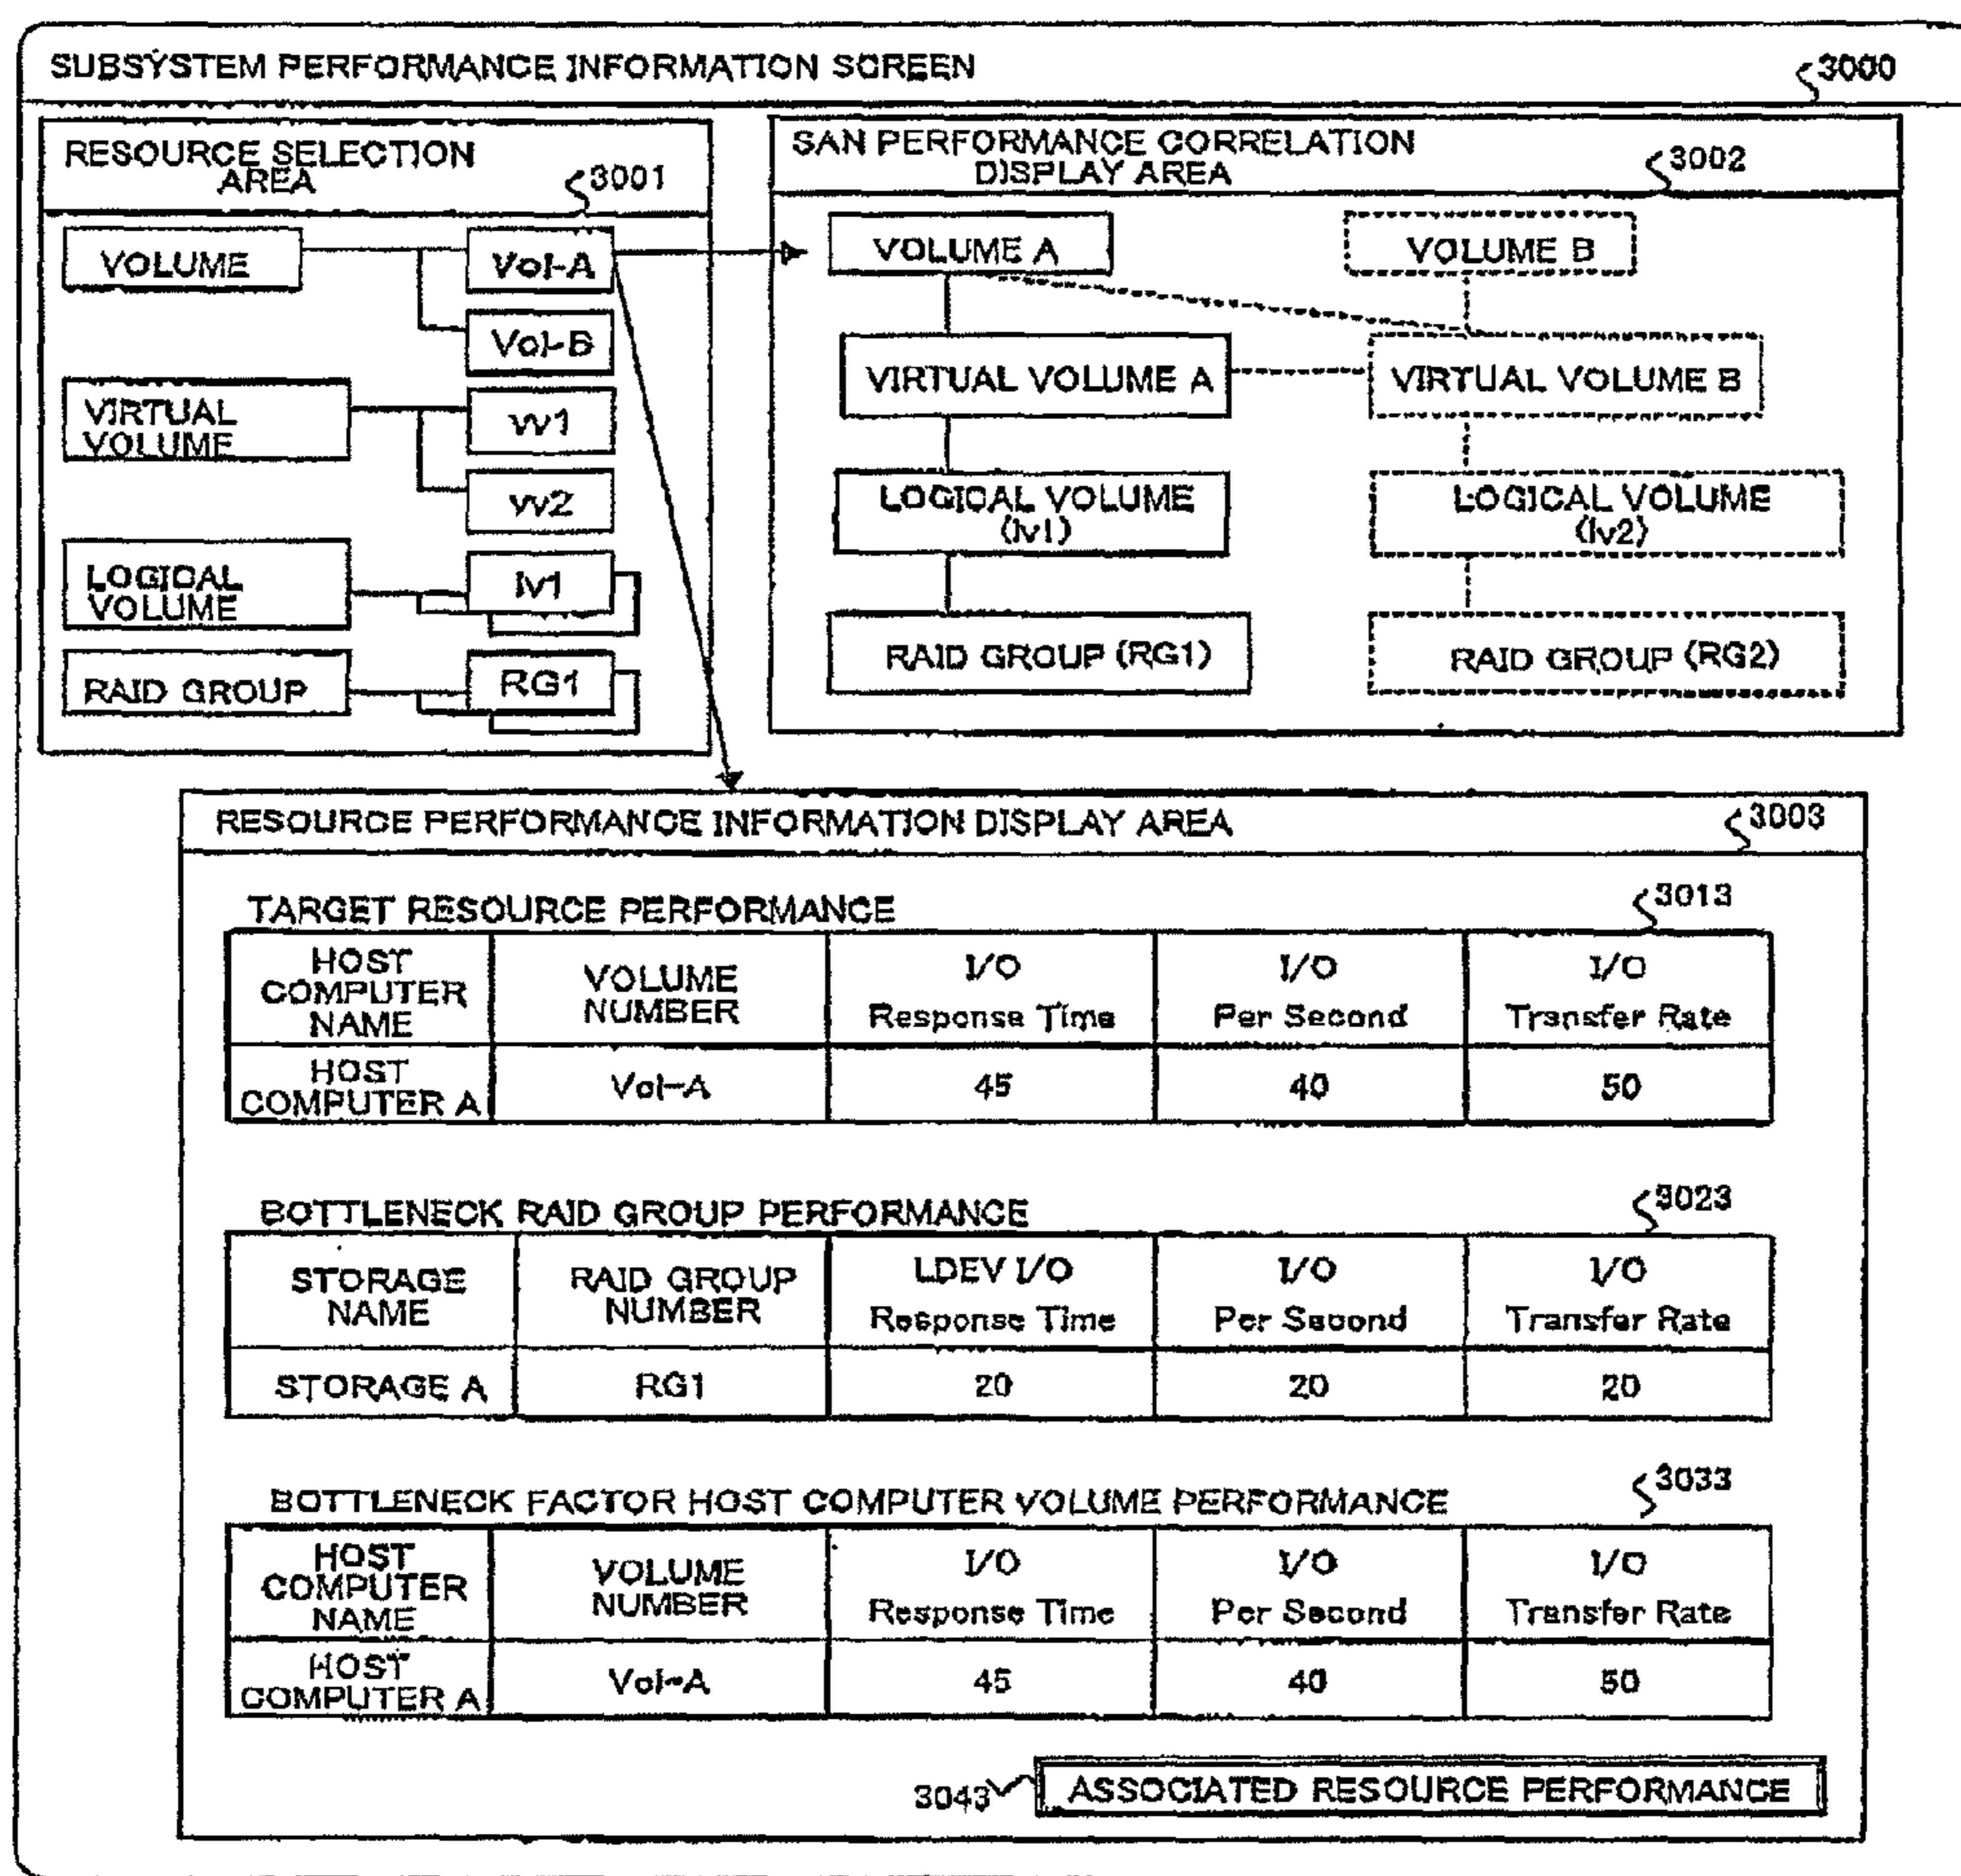 SUBSYSTEM PERFORMANCE INFORMATION SCREEN
3000
RESOURCE SELECTION
AREA
3001
VOLUME
Vol-A
Vol-B
VIRTUAL
VOLUME
vv1
vv2
LOGICAL
VOLUME
lv1
RAID GROUP
RG1
SAN PERFORMANCE CORRELATION
DISPLAY AREA
3002
VOLUME A
VOLUME B
VIRTUAL VOLUME A
VIRTUAL VOLUME B
LOGICAL VOLUME
(lv1)
LOGICAL VOLUME
(lv2)
RAID GROUP (RG1)
RAID GROUP (RG2)
RESOURCE PERFORMANCE INFORMATION DISPLAY AREA
3003
TARGET RESOURCE PERFORMANCE
3013
HOST
COMPUTER
NAME
VOLUME
NUMBER
I/O
Response Time
I/O
Per Second
I/O
Transfer Rate
HOST
COMPUTER A
Vol-A
45
40
50
BOTTLENECK RAID GROUP PERFORMANCE
3023
STORAGE
NAME
RAID GROUP
NUMBER
LDEV I/O
Response Time
I/O
Per Second
I/O
Transfer Rate
STORAGE A
RG1
20
20
20
BOTTLENECK FACTOR HOST COMPUTER VOLUME PERFORMANCE
3033
HOST
COMPUTER
NAME
VOLUME
NUMBER
I/O
Response Time
I/O
Per Second
I/O
Transfer Rate
HOST
COMPUTER A
Vol-A
45
40
50
3043
ASSOCIATED RESOURCE PERFORMANCE